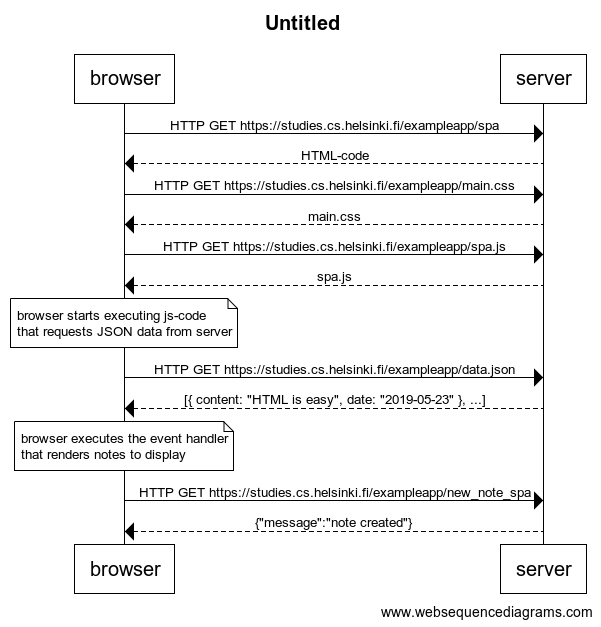 Untitled
browser
server
HTTP GET https://studies.cs.helsinki.fi/exampleapp/spa
HTML-code
HTTP GET https://studies.cs.helsinki.fi/exampleapp/main.css
main.css
HTTP GET https://studies.cs.helsinki.fi/exampleapp/spa.js
spa.js
browser starts executing js-code
that requests JSON data from server
HTTP GET https://studies.cs.helsinki.fi/exampleapp/data.json
[{ content: "HTML is easy", date: "2019-05-23" }, ...]
browser executes the event handler
that renders notes to display
HTTP GET https://studies.cs.helsinki.fi/exampleapp/new_note_spa
{"message":"note created"}
browser
server
www.websequencediagrams.com